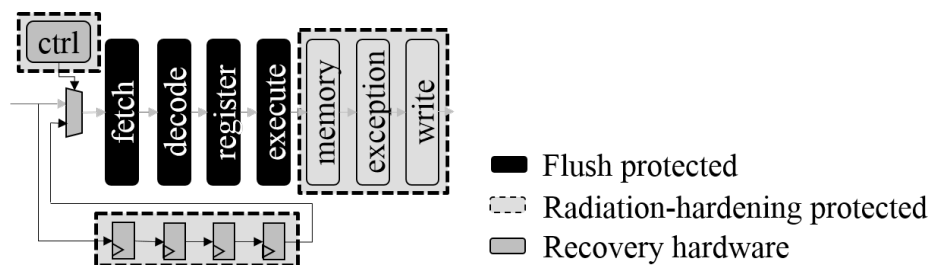 ctrl
fetch
decode
register
execute
memory
exception
write
Flush protected
Radiation-hardening protected
Recovery hardware